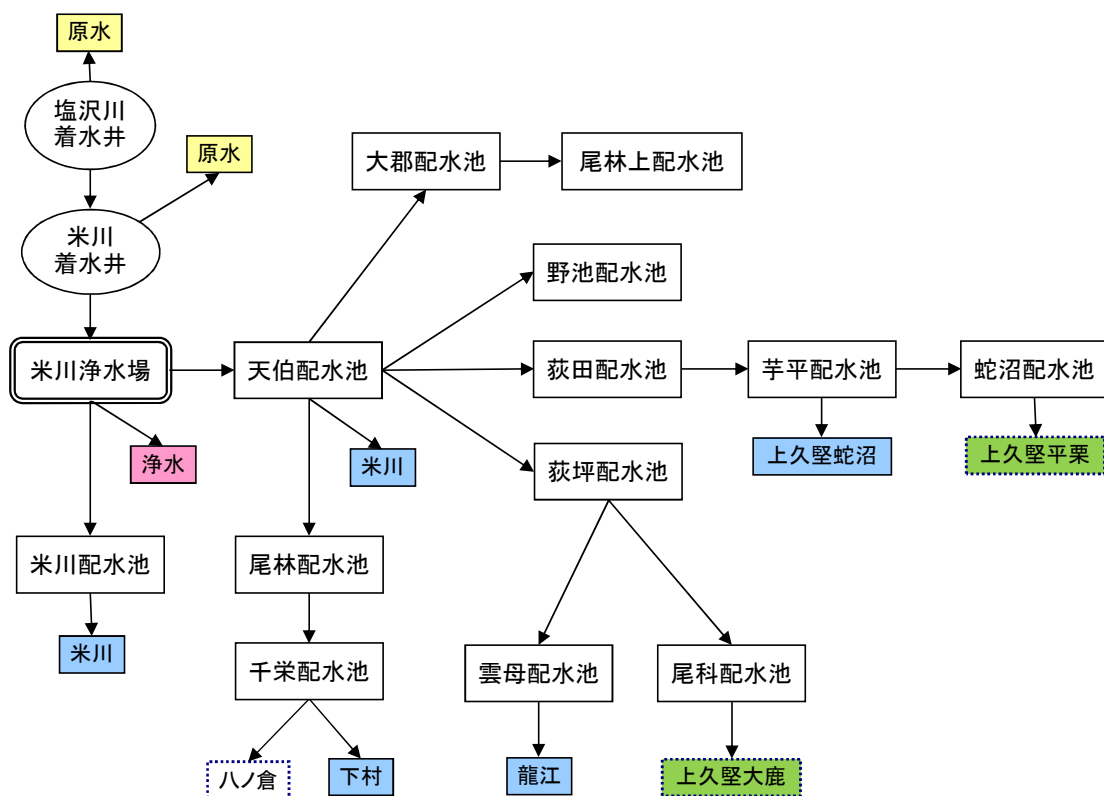 原水
塩沢川
着水井
原水
米川
着水井
大郡配水池
尾林上配水池
野池配水池
米川浄水場
天伯配水池
荻田配水池
芋平配水池
蛇沼配水池
浄水
米川
荻坪配水池
上久堅蛇沼
上久堅平栗
米川配水池
尾林配水池
米川
千栄配水池
雲母配水池
尾科配水池
八ノ倉
下村
龍江
上久堅大鹿